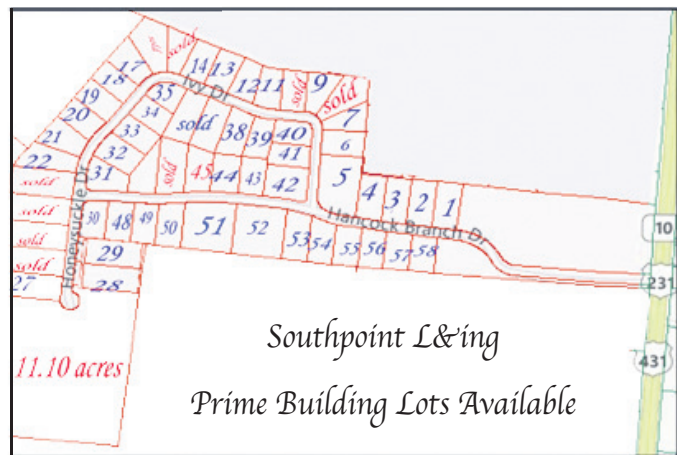 sold
sold
14 13
12 11
sold
9
sold
7
6
5
4
3
2
1
17
18
19
20
21
22
35
34
33
32
31
Ivy Dr
sold
38
39
40
41
42
43
44
45
sold
sold
sold
sold
sold
27
Honeysuckle Dr
30
48
49
50
51
52
53
54
55
56
57
58
29
28
Hancock Branch Dr
10
231
431
11.10 acres
Southpoint L&ing
Prime Building Lots Available